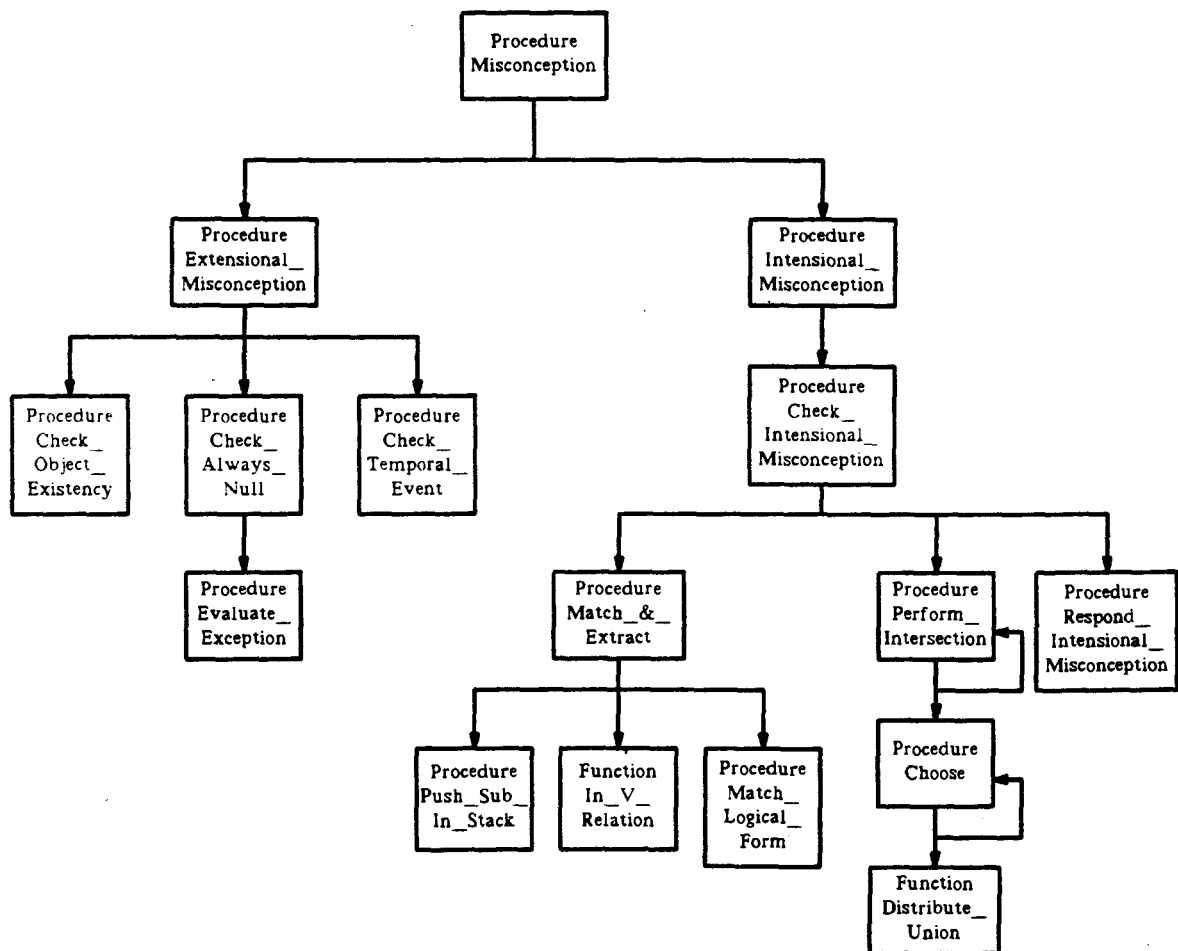 Procedure
Misconception
Procedure
Extensional_
Misconception
Procedure
Intensional_
Misconception
Procedure
Check_
Object_
Existency
Procedure
Check_
Always_
Null
Procedure
Check_
Temporal_
Event
Procedure
Check_
Intensional_
Misconception
Procedure
Evaluate_
Exception
Procedure
Match_&_
Extract
Procedure
Perform_
Intersection
Procedure
Respond_
Intensional_
Misconception
Procedure
Push_Sub_
In_Stack
Function
In_V_
Relation
Procedure
Match_
Logical_
Form
Procedure
Choose
Function
Distribute_
Union